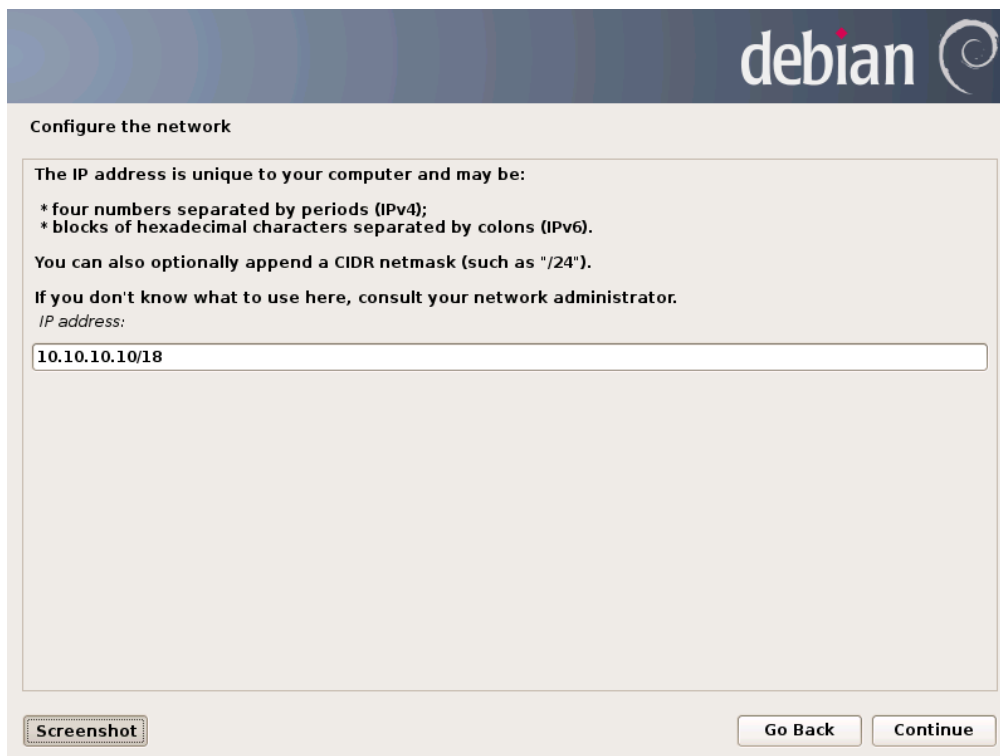 debian
Configure the network
The IP address is unique to your computer and may be:
* four numbers separated by periods (IPv4);
* blocks of hexadecimal characters separated by colons (IPv6).
You can also optionally append a CIDR netmask (such as "/24").
If you don't know what to use here, consult your network administrator.
IP address:
10.10.10.10/18
Screenshot
Go Back
Continue